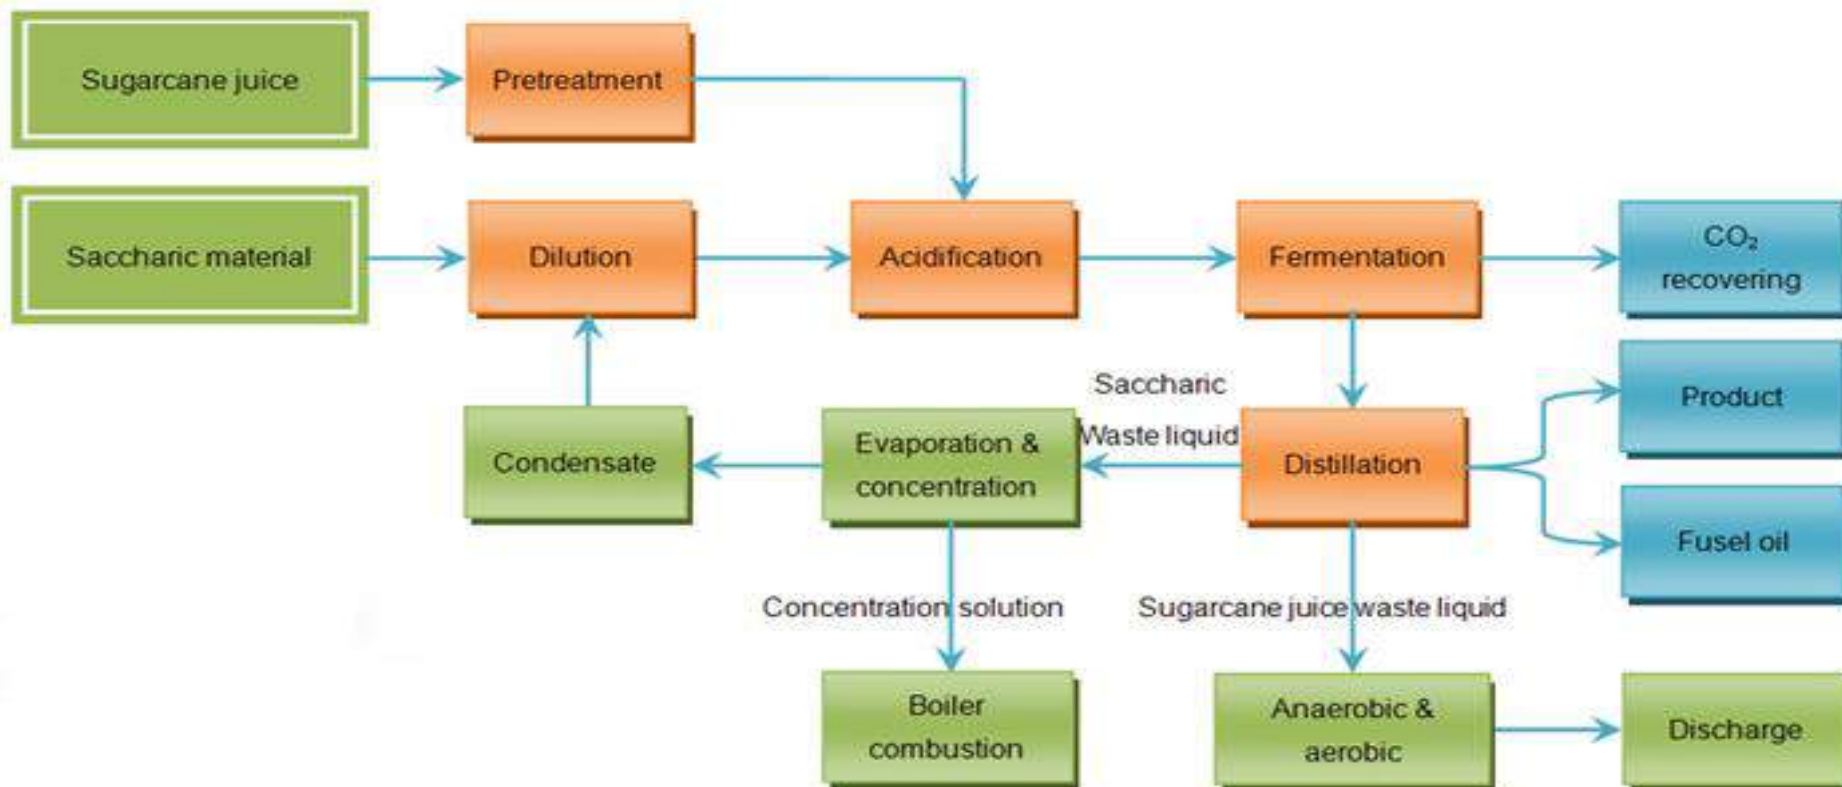 Sugarcane juice
Pretreatment
Saccharic material
Dilution
Acidification
Fermentation
CO₂
recovering
Saccharic
Waste liquid
Product
Condensate
Evaporation &
concentration
Distillation
Fusel oil
Concentration solution
Sugarcane juice waste liquid
Boiler
combustion
Anaerobic &
aerobic
Discharge